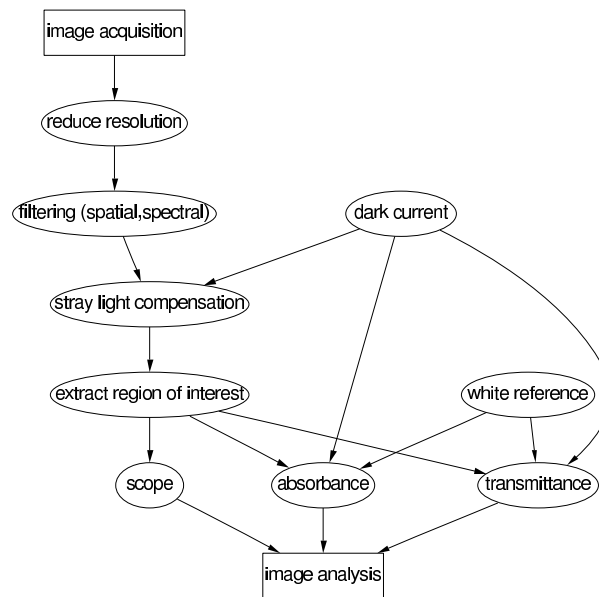 image acquisition
reduce resolution
filtering (spatial,spectral)
dark current
stray light compensation
extract region of interest
white reference
scope
absorbance
transmittance
image analysis